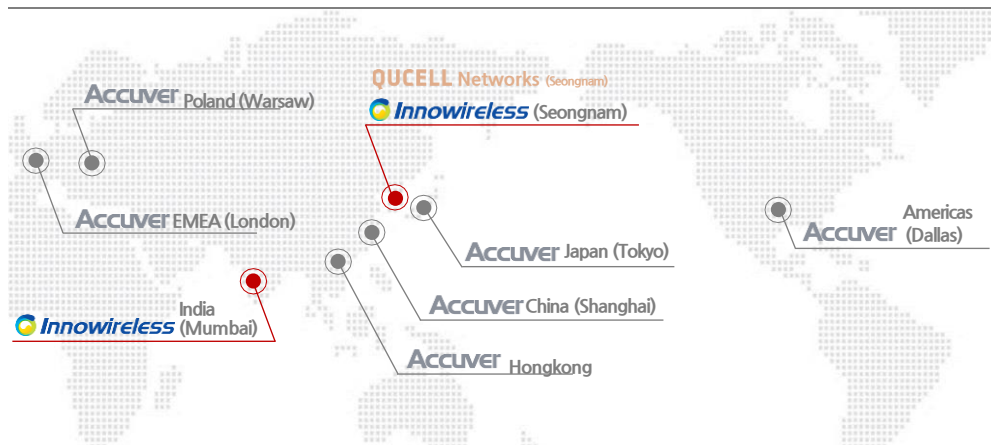 QUCELL Networks (Seongnam)
Accuver Poland (Warsaw)
Innowireless (Seongnam)
Accuver EMEA (London)
Americas
Accuver (Dallas)
Accuver Japan (Tokyo)
Accuver China (Shanghai)
India
Innowireless (Mumbai)
Accuver Hongkong